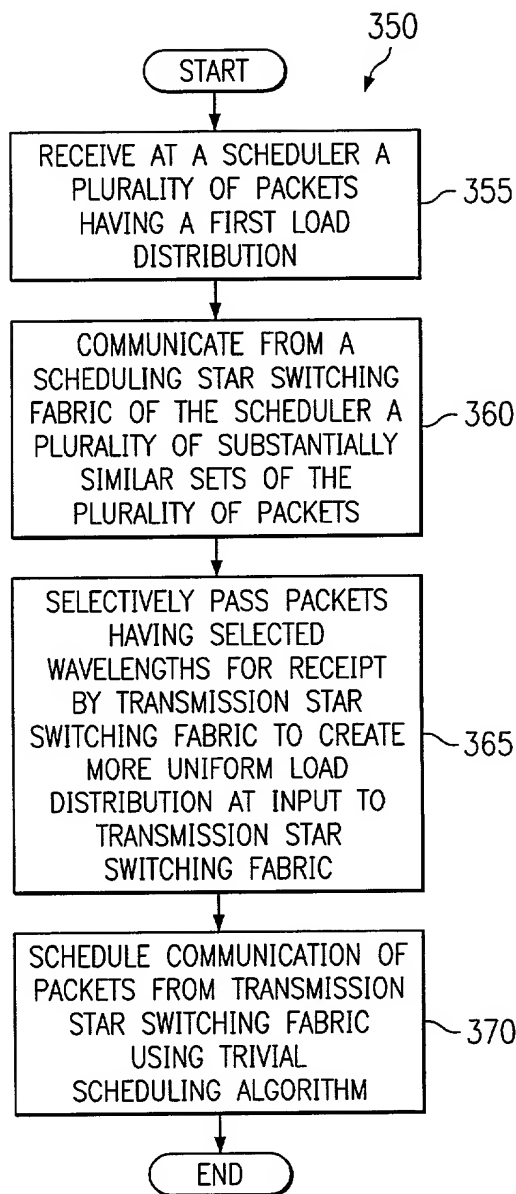 350
START
RECEIVE AT A SCHEDULER A
PLURALITY OF PACKETS
HAVING A FIRST LOAD
DISTRIBUTION
355
COMMUNICATE FROM A
SCHEDULING STAR SWITCHING
FABRIC OF THE SCHEDULER A
PLURALITY OF SUBSTANTIALLY
SIMILAR SETS OF THE
PLURALITY OF PACKETS
360
SELECTIVELY PASS PACKETS
HAVING SELECTED
WAVELENGTHS FOR RECEIPT
BY TRANSMISSION STAR
SWITCHING FABRIC TO CREATE
MORE UNIFORM LOAD
DISTRIBUTION AT INPUT TO
TRANSMISSION STAR
SWITCHING FABRIC
365
SCHEDULE COMMUNICATION OF
PACKETS FROM TRANSMISSION
STAR SWITCHING FABRIC
USING TRIVIAL
SCHEDULING ALGORITHM
370
END